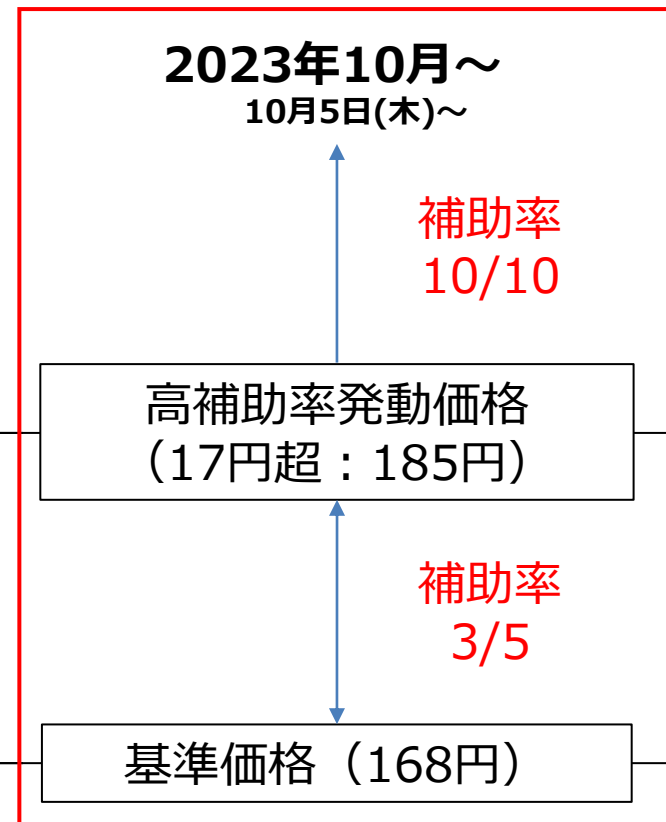 2023年10月～
10月5日(木)～
補助率
10/10
高補助率発動価格
（17円超：185円）
補助率
3/5
基準価格（168円）